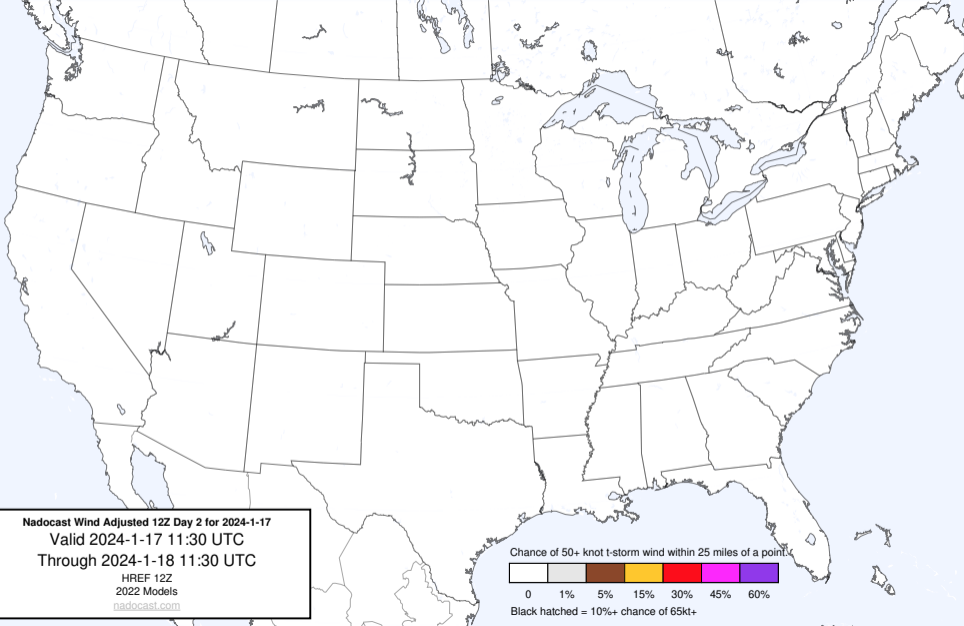 Nadocast Wind Adjusted 12Z Day 2 for 2024-1-17
Valid 2024-1-17 11:30 UTC
Through 2024-1-18 11:30 UTC
HREF 12Z
2022 Models
nadocast.com
Chance of 50+ knot t-storm wind within 25 miles of a point.
0 1% 5% 15% 30% 45% 60%
Black hatched = 10%+ chance of 65kt+